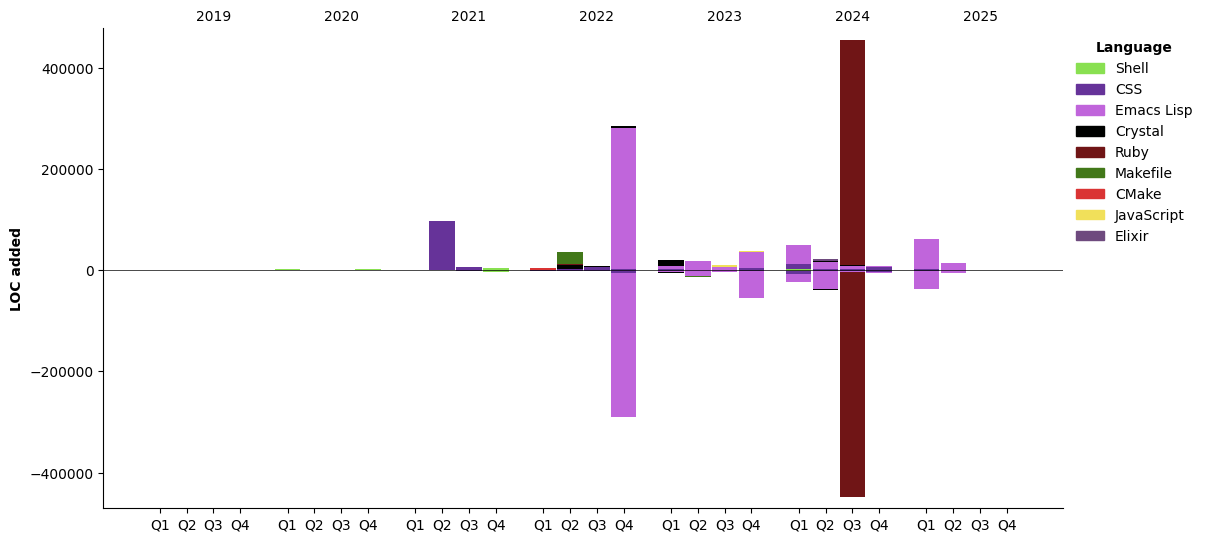 2019 2020 2021 2022 2023 2024 2025
LOC added
400000
200000
0
−200000
−400000
Q1 Q2 Q3 Q4 Q1 Q2 Q3 Q4 Q1 Q2 Q3 Q4 Q1 Q2 Q3 Q4 Q1 Q2 Q3 Q4 Q1 Q2 Q3 Q4 Q1 Q2 Q3 Q4
Language
Shell
CSS
Emacs Lisp
Crystal
Ruby
Makefile
CMake
JavaScript
Elixir